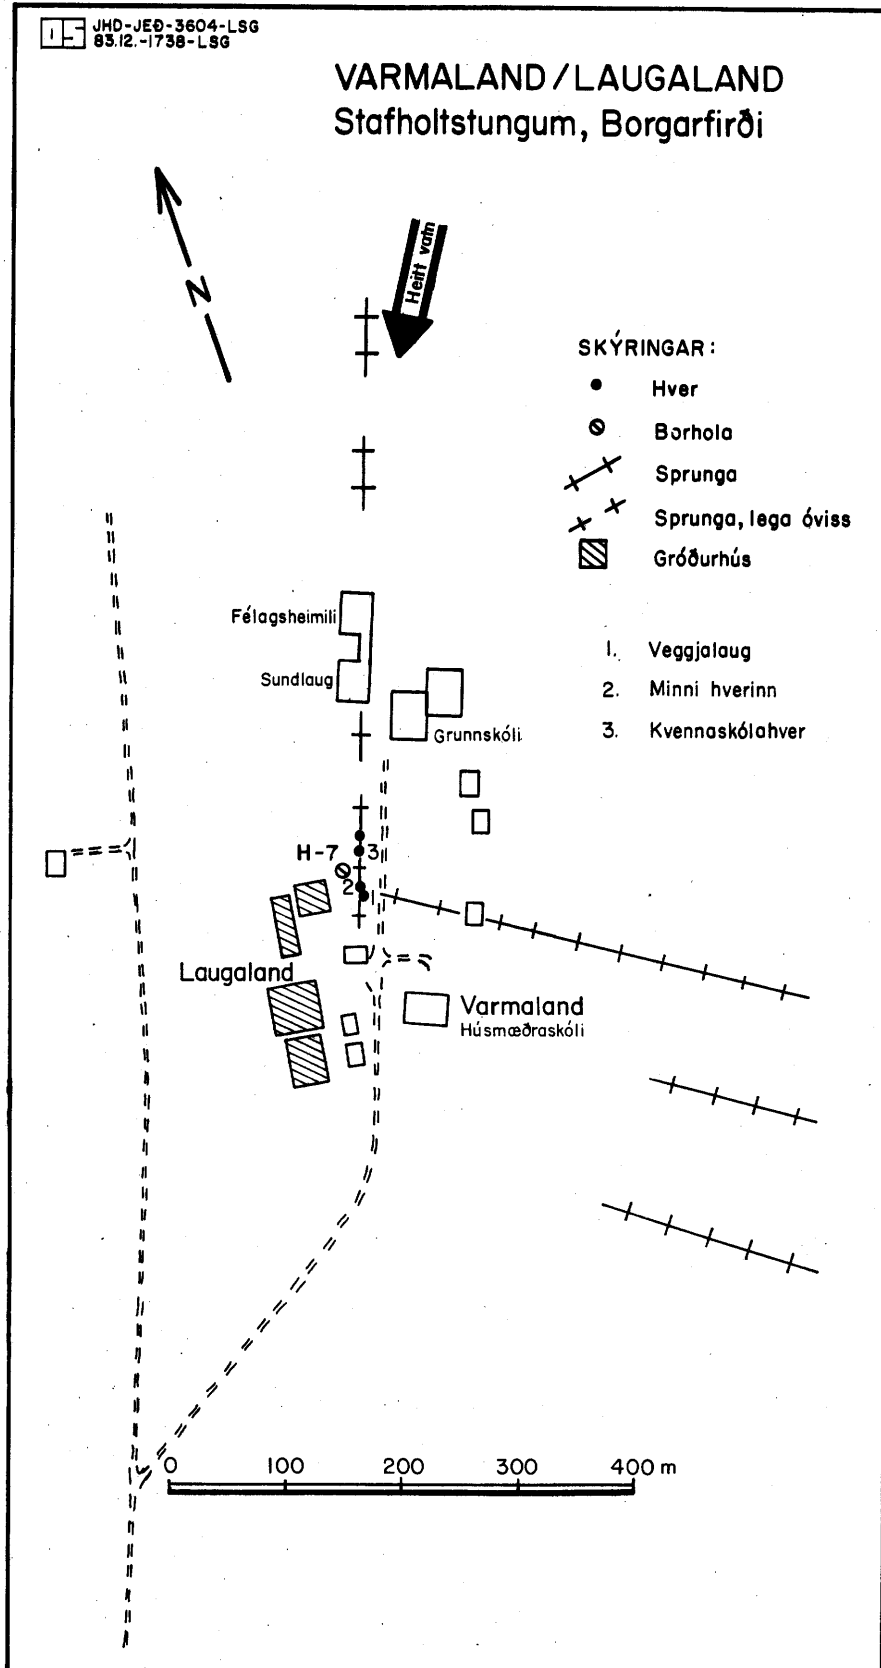 OS JHD-JEÐ-3604-LSG
83.12.-1738-LSG
VARMALAND/LAUGALAND
Stafholtstungum, Borgarfirði
N
Heitt vatn
SKÝRINGAR:
Hver
Borhola
Sprunga
Sprunga, lega óviss
Gróðurhús
1. Veggjalaug
2. Minni hverinn
3. Kvennaskólahver
Félagsheimili
Sundlaug
Grunnskóli
H-7
3
2
1
Laugaland
Varmaland
Húsmæðraskóli
0 100 200 300 400 m